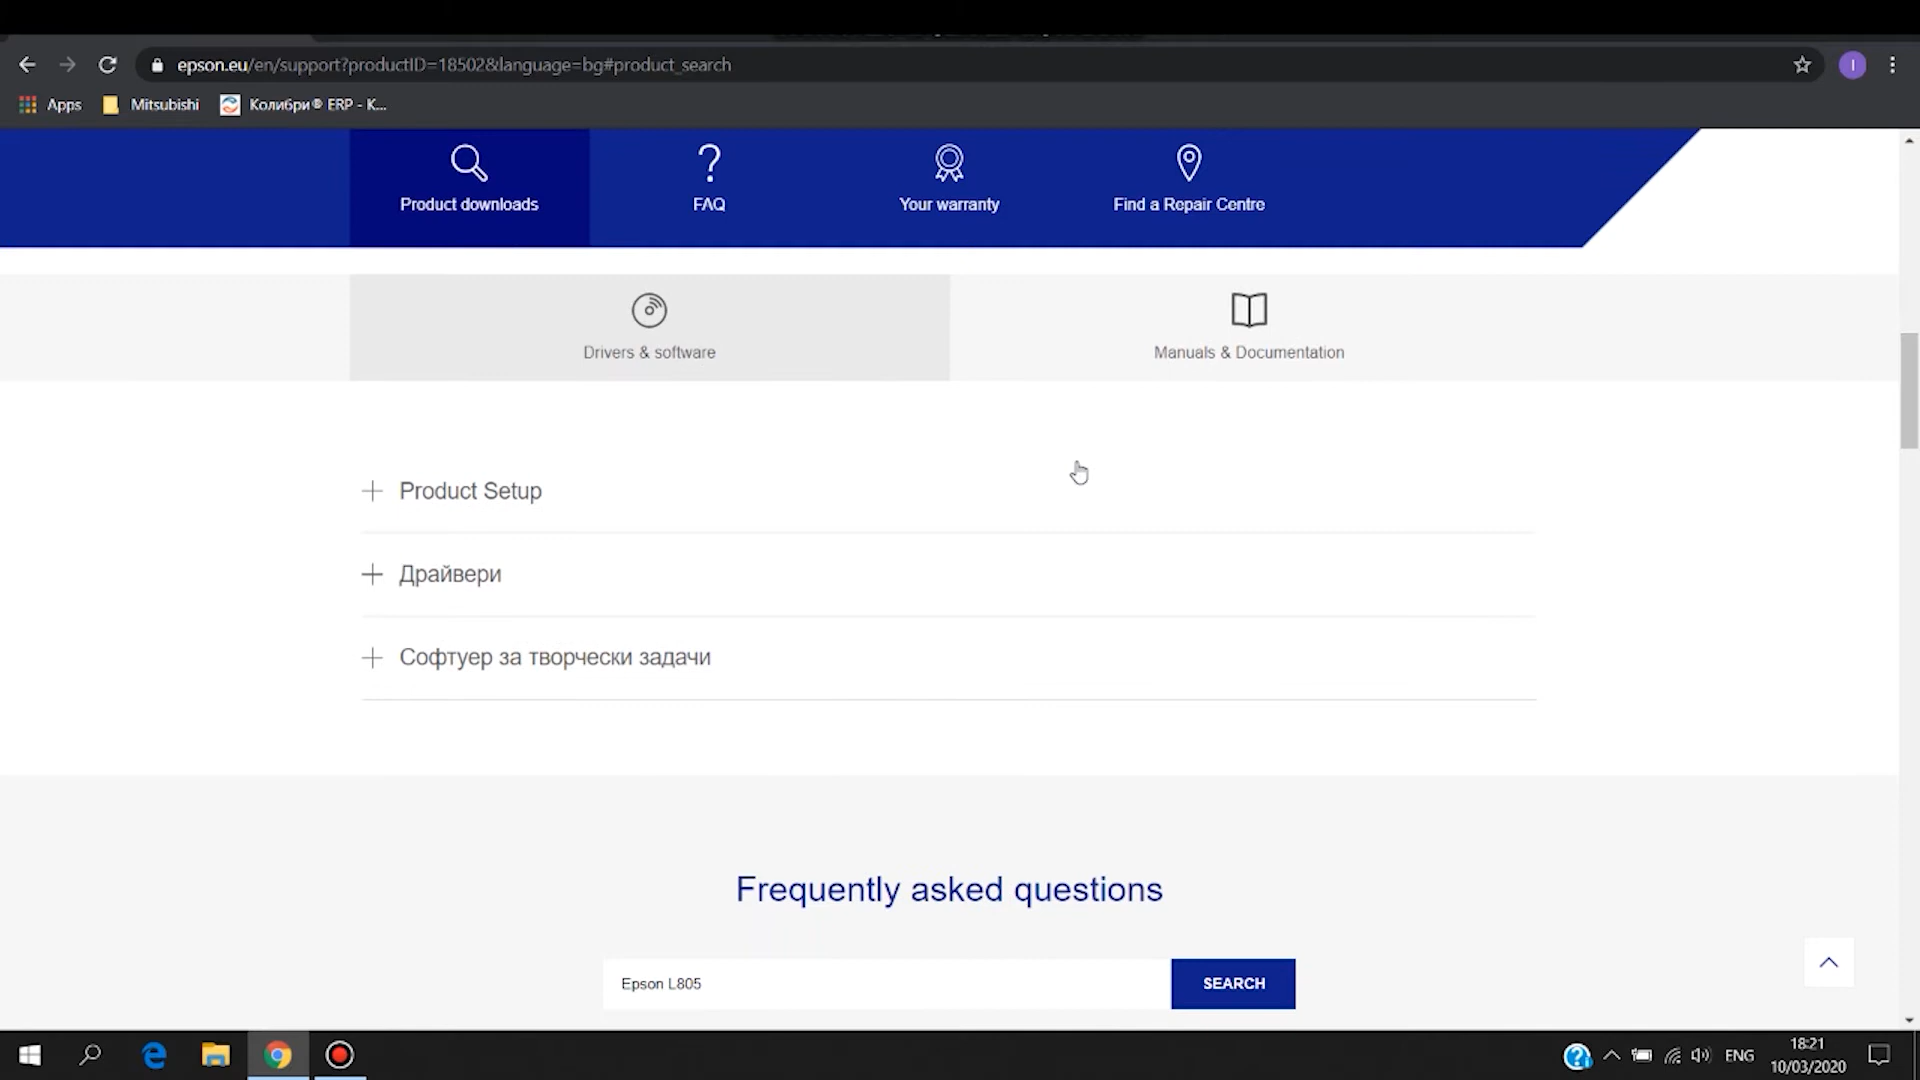 epson.eu/en/support?productID=18502&language=bg#product_search
I
Apps
Mitsubishi
Колибри® ERP - К...
Product downloads
FAQ
Your warranty
Find a Repair Centre
Drivers & software
Manuals & Documentation
Product Setup
Драйвери
Софтуер за творчески задачи
Frequently asked questions
Epson L805
SEARCH
ENG
18:21
10/03/2020